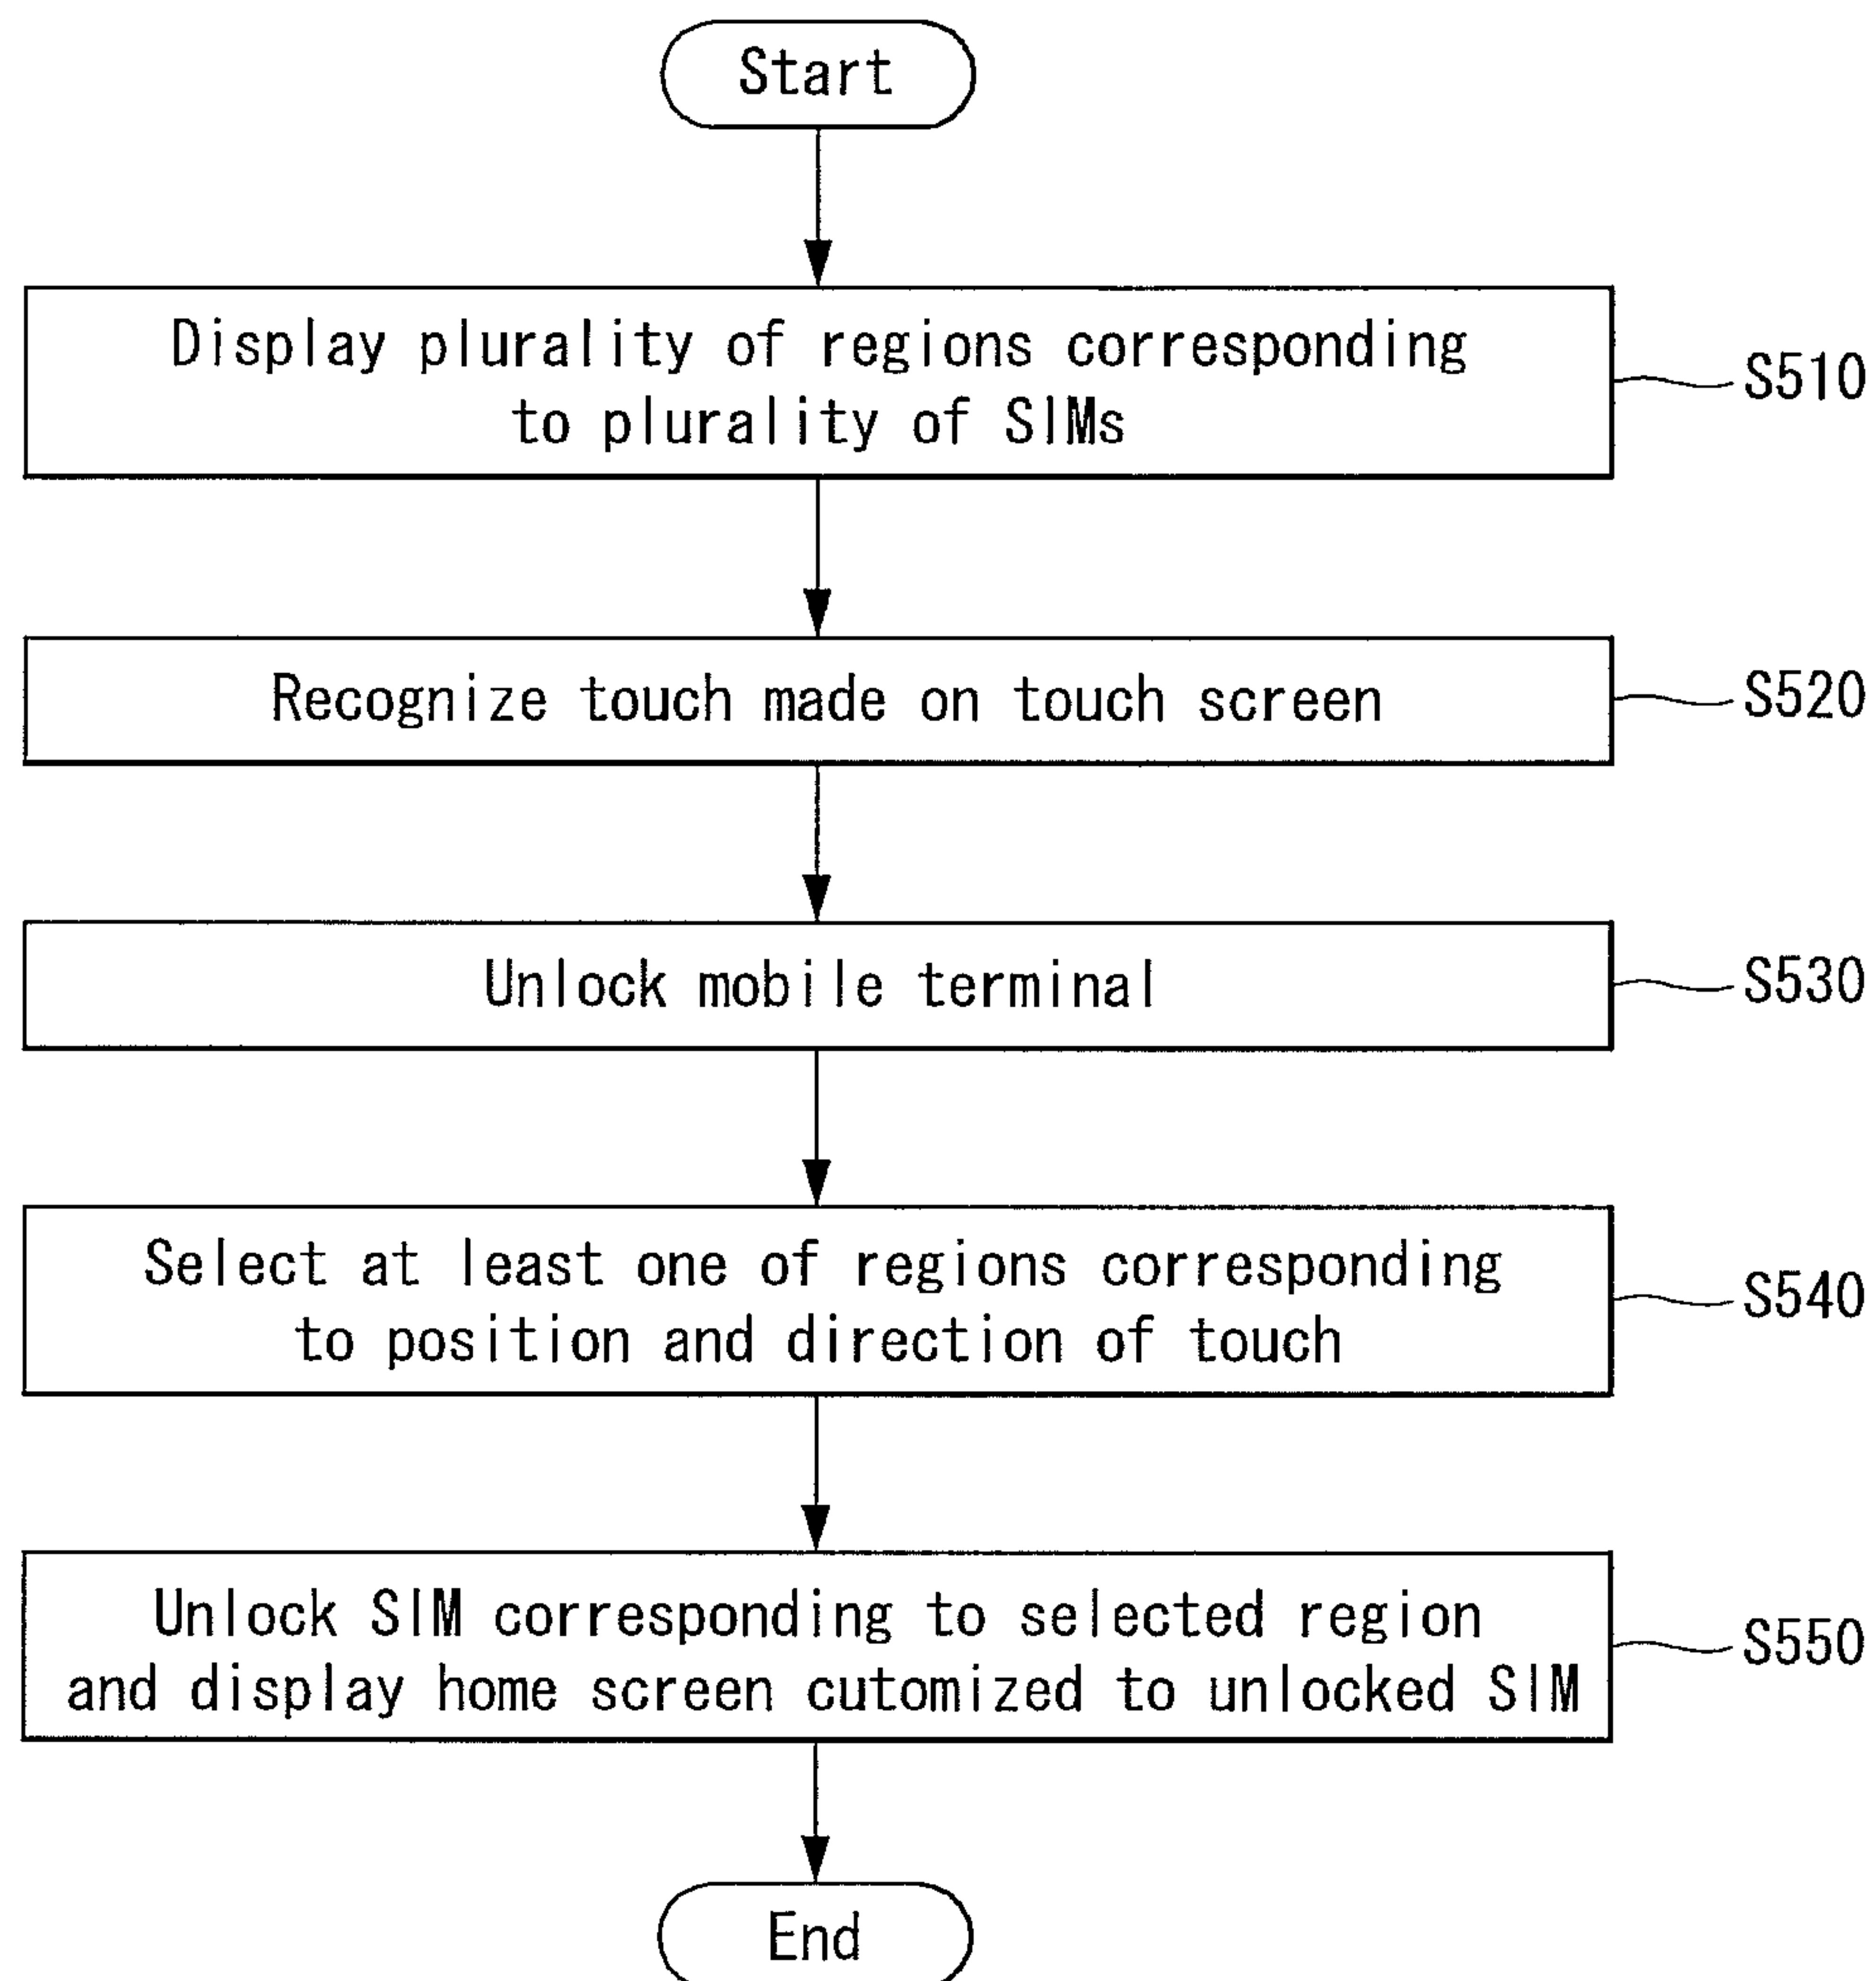 Start
Display plurality of regions corresponding
to plurality of SIMs
S510
Recognize touch made on touch screen
S520
Unlock mobile terminal
S530
Select at least one of regions corresponding
to position and direction of touch
S540
Unlock SIM corresponding to selected region
and display home screen cutomized to unlocked SIM
S550
End